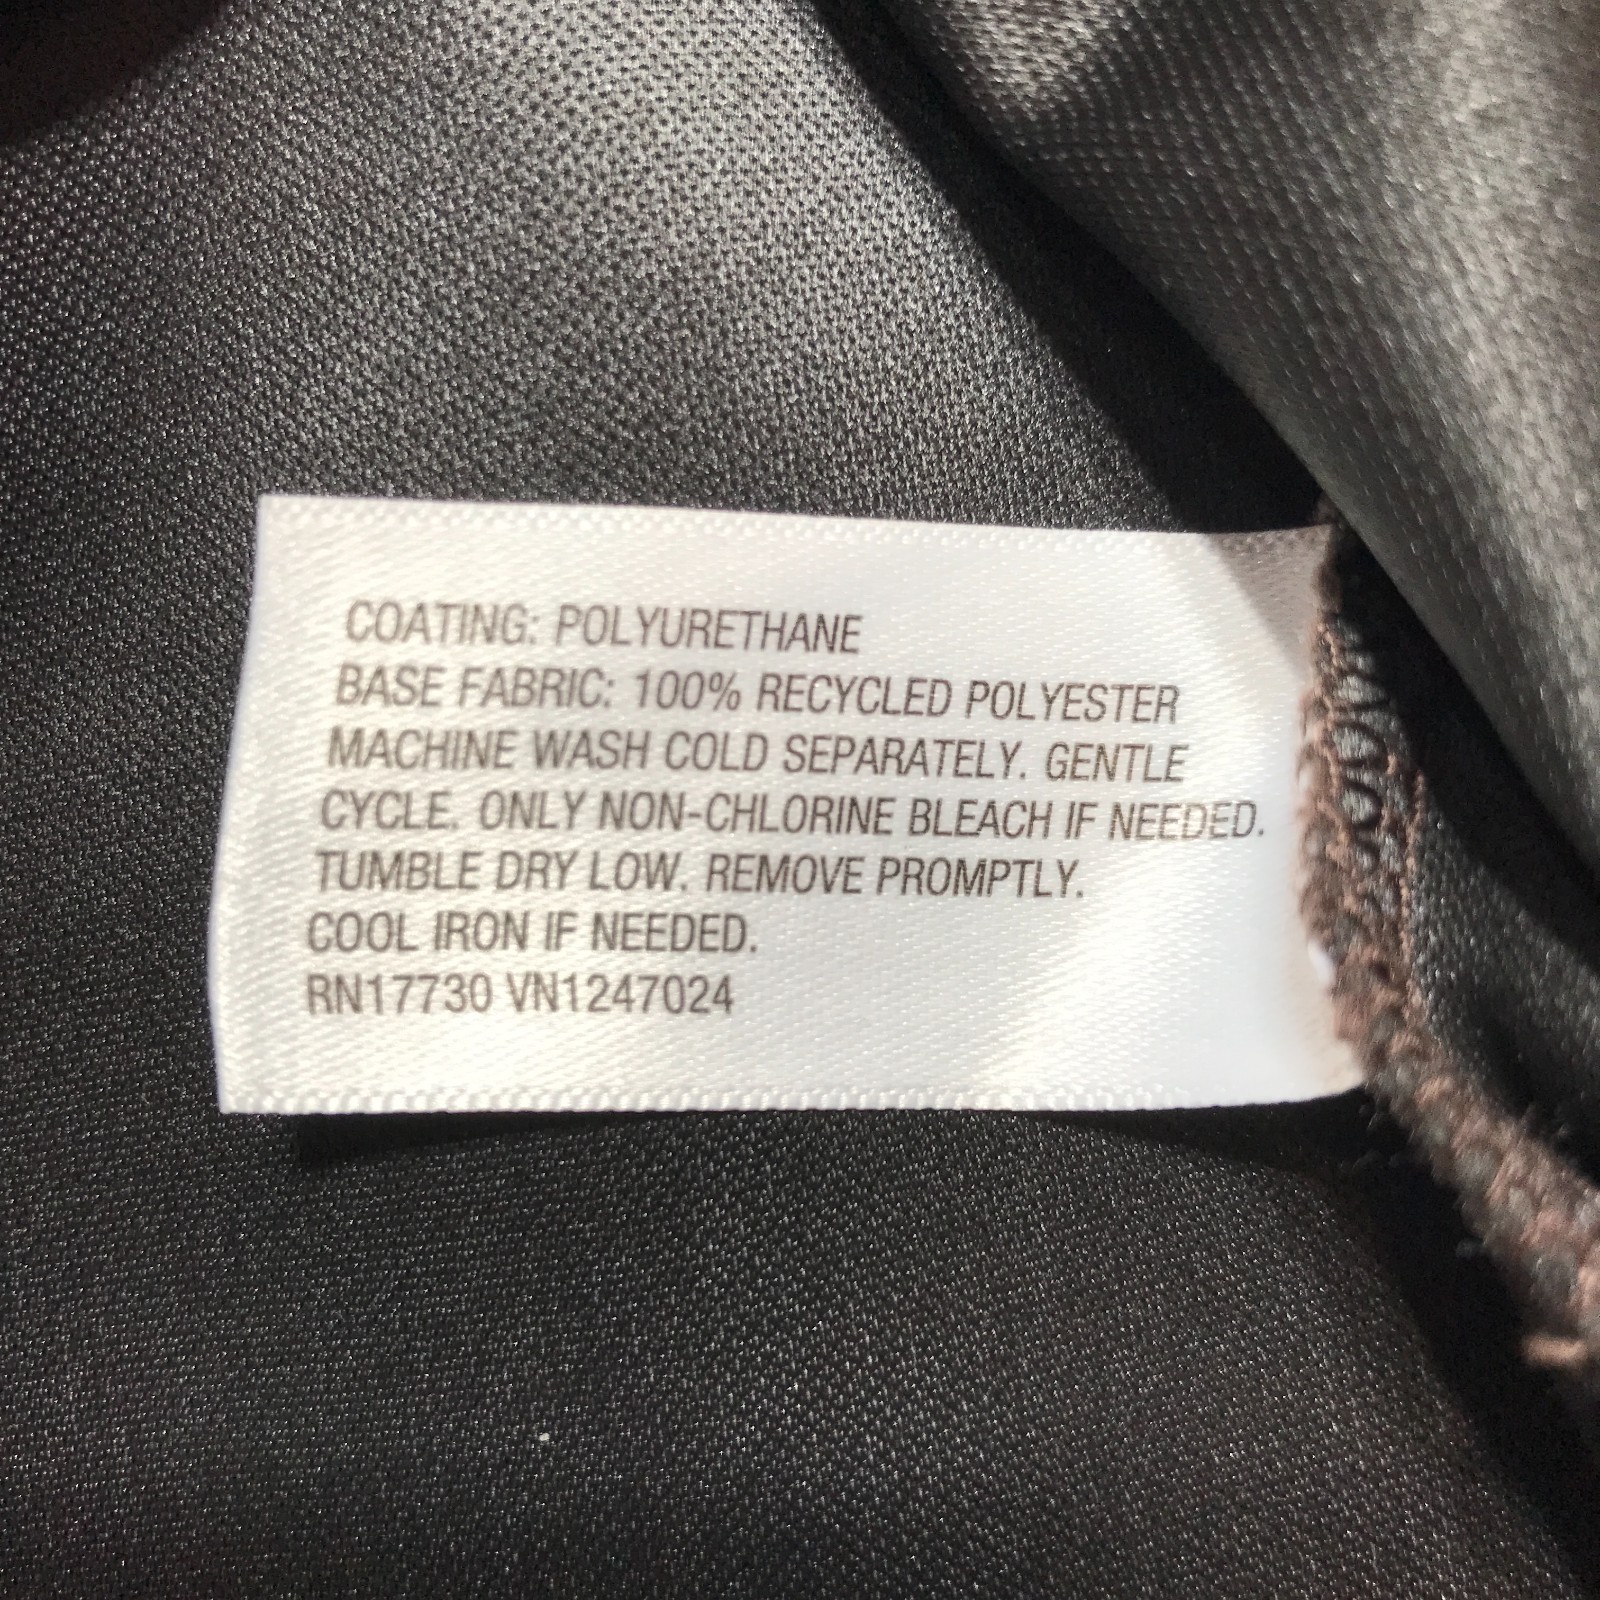 COATING: POLYURETHANE
BASE FABRIC: 100% RECYCLED POLYESTER
MACHINE WASH COLD SEPARATELY. GENTLE
CYCLE. ONLY NON-CHLORINE BLEACH IF NEEDED.
TUMBLE DRY LOW. REMOVE PROMPTLY.
COOL IRON IF NEEDED.
RN17730 VN1247024